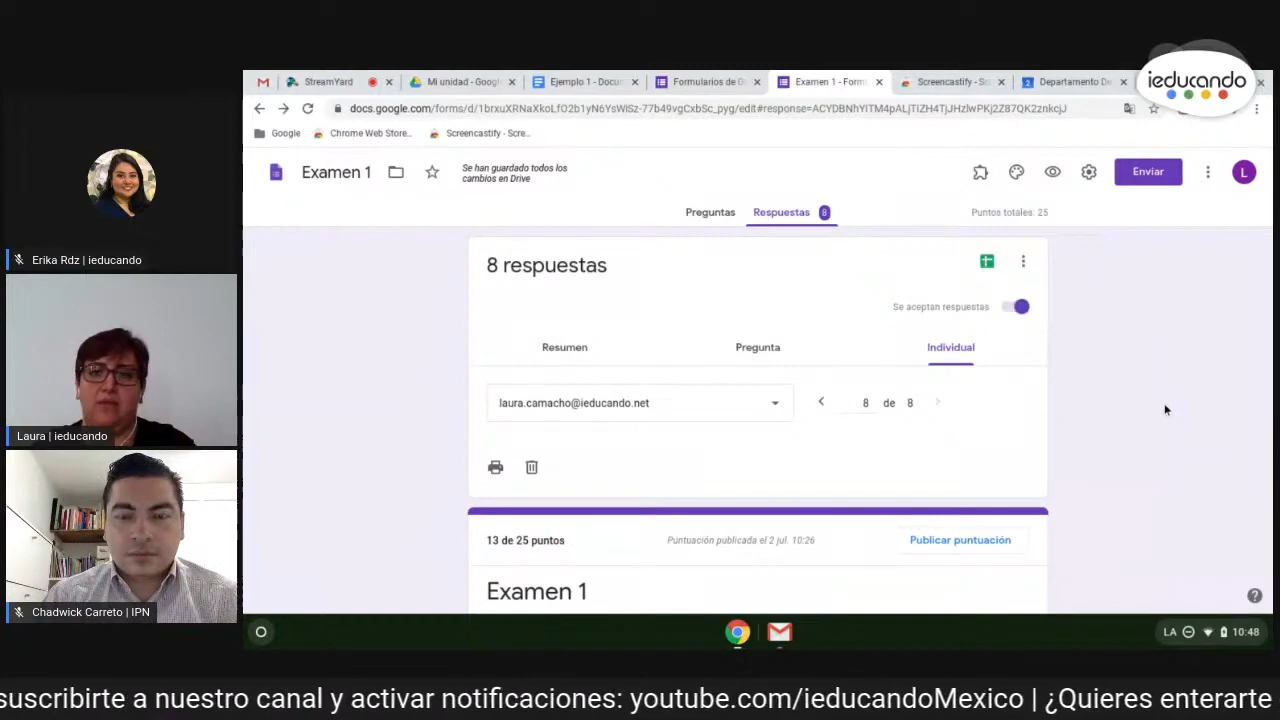 ieducando
StreamYard
Mi unidad - Googl
Ejemplo 1 - Docu
Formularios de G
Examen 1 - Form
Screencastify - Sc
Departamento De
docs.google.com/forms/d/1brxuXRNaXkoLfO2b1yN6YsWiSz-77b49vgCxbSc_pyg/edit#response=ACYDBNhYITM4pALjTlZH4TjJHzlwPKj2Z87QK2znkcjJ
Google
Chrome Web Store...
Screencastify - Scre...
Examen 1
Se han guardado todos los
cambios en Drive
Enviar
L
Preguntas
Respuestas 8
Puntos totales: 25
8 respuestas
Se aceptan respuestas
Resumen
Pregunta
Individual
laura.camacho@ieducando.net
8 de 8
13 de 25 puntos
Puntuación publicada el 2 jul. 10:26
Publicar puntuación
Examen 1
Erika Rdz | ieducando
Laura | ieducando
Chadwick Carreto | IPN
LA
10:48
suscribirte a nuestro canal y activar notificaciones: youtube.com/ieducandoMexico | ¿Quieres enterarte